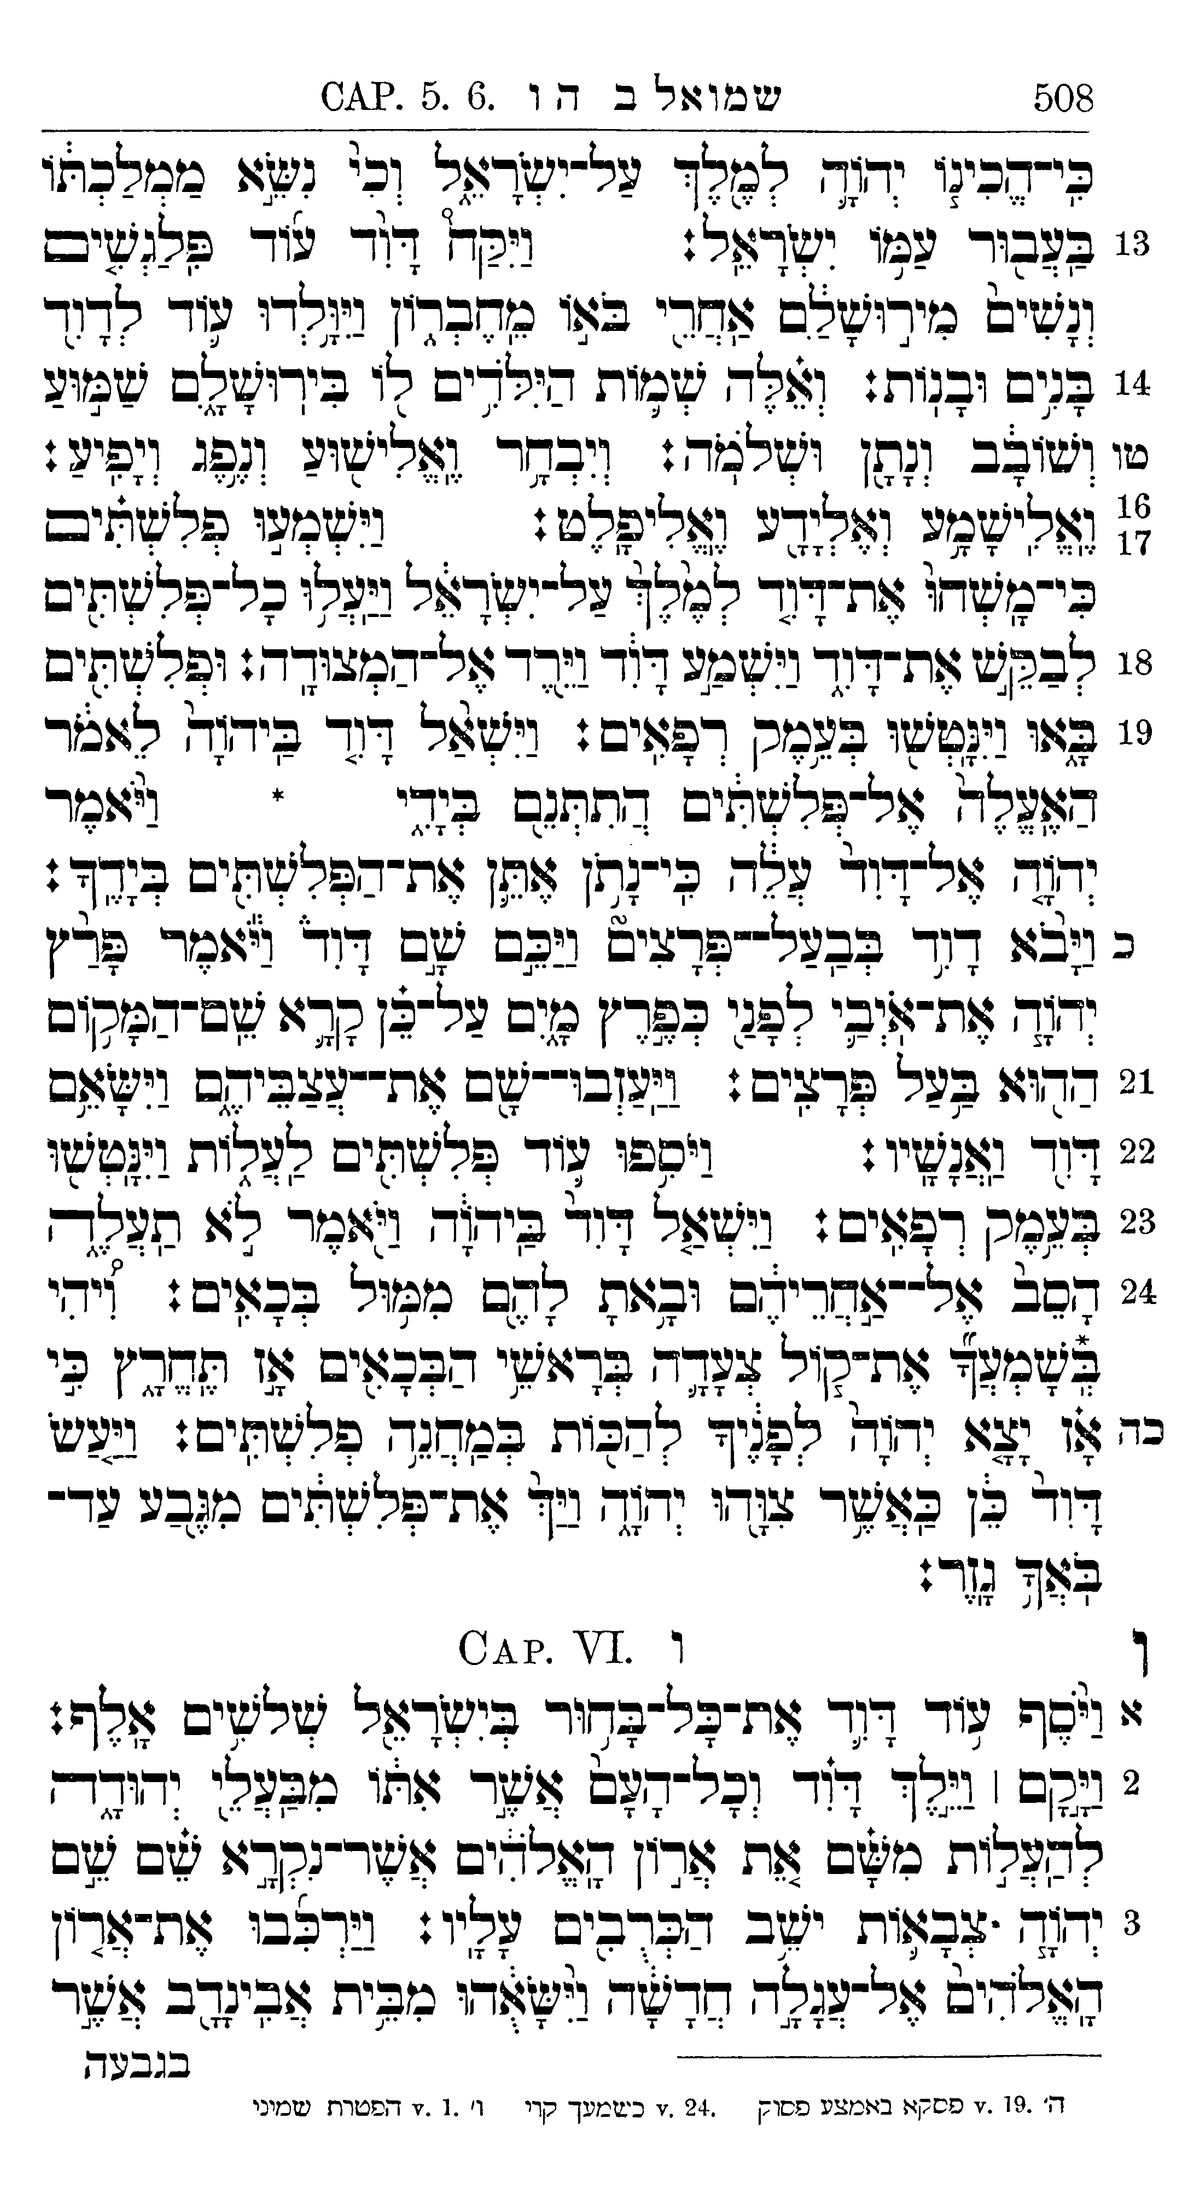 508 שמואל ב ה ו CAP. 5. 6.
כִּֽי־הֱכִינ֧וֹ יְהוָ֛ה לְמֶ֖לֶךְ עַל־יִשְׂרָאֵ֑ל וְכִי֙ נִשֵּׂ֣א מַמְלַכְתּ֔וֹ
13 בַּֽעֲב֖וּר עַמּ֥וֹ יִשְׂרָאֵֽל׃ וַיִּקַּח֩ דָּוִ֨ד ע֜וֹד פִּֽלַגְשִׁ֤ים
וְנָשִׁים֙ מִיר֣וּשָׁלִַ֔ם אַֽחֲרֵ֖י בֹּא֣וֹ מֵֽחֶבְר֑וֹן וַיִּוָּ֥לְדוּ ע֛וֹד לְדָוִ֖ד
14 בָּנִ֥ים וּבָנֽוֹת׃ וְאֵ֗לֶּה שְׁמ֛וֹת הַיִּלֹּדִ֥ים ל֖וֹ בִּירֽוּשָׁלִָ֑ם שַׁמּ֣וּעַ
טו וְשׁוֹבָ֔ב וְנָתָ֖ן וּשְׁלֹמֹֽה׃ וְיִבְחָ֥ר וֶֽאֱלִישׁ֖וּעַ וְנֶ֥פֶג וְיָפִֽיעַ׃
16 17 וֶֽאֱלִֽישָׁמָ֥ע וְאֶלְיָדָ֖ע וֶֽאֱלִיפָֽלֶט׃ וַיִּשְׁמְע֣וּ פְלִשְׁתִּ֗ים
כִּי־מָשְׁח֨וּ אֶת־דָּוִ֤ד לְמֶ֙לֶךְ֙ עַל־יִשְׂרָאֵ֔ל וַיַּֽעֲל֥וּ כָל־פְּלִשְׁתִּ֖ים
18 לְבַקֵּ֣שׁ אֶת־דָּוִ֑ד וַיִּשְׁמַ֣ע דָּוִ֔ד וַיֵּ֖רֶד אֶל־הַמְּצוּדָֽה׃ וּפְלִשְׁתִּ֖ים
19 בָּ֑אוּ וַיִּנָּֽטְשׁ֖וּ בְּעֵ֥מֶק רְפָאִֽים׃ וַיִּשְׁאַ֨ל דָּוִ֤ד בַּֽיהוָה֙ לֵאמֹ֔ר
הַאֶֽעֱלֶה֙ אֶל־פְּלִשְׁתִּ֔ים הֲתִתְּנֵ֖ם בְּיָדִ֑י * וַיֹּ֨אמֶר
יְהוָ֤ה אֶל־דָּוִד֙ עֲלֵ֔ה כִּֽי־נָתֹ֥ן אֶתֵּ֛ן אֶת־הַפְּלִשְׁתִּ֖ים בְּיָדֶֽךָ׃
כ וַיָּבֹ֨א דָוִ֥ד בְּבַֽעַל־פְּרָצִים֮ וַיַּכֵּ֣ם שָׁ֣ם דָּוִד֒ וַיֹּ֕אמֶר פָּרַ֨ץ
יְהוָ֧ה אֶת־אֹֽיְבַ֛י לְפָנַ֖י כְּפֶ֣רֶץ מָ֑יִם עַל־כֵּ֗ן קָרָ֛א שֵֽׁם־הַמָּק֥וֹם
21 הַה֖וּא בַּ֥עַל פְּרָצִֽים׃ וַיַּֽעַזְבוּ־שָׁ֖ם אֶת־עֲצַבֵּיהֶ֑ם וַיִּשָּׂאֵ֥ם
22 דָּוִ֖ד וַאֲנָשָֽׁיו׃ וַיֹּסִ֥פוּ ע֛וֹד פְּלִשְׁתִּ֖ים לַֽעֲל֑וֹת וַיִּנָּֽטְשׁ֖וּ
23 בְּעֵ֥מֶק רְפָאִֽים׃ וַיִּשְׁאַ֤ל דָּוִד֙ בַּֽיהוָ֔ה וַיֹּ֖אמֶר לֹ֣א תַֽעֲלֶ֑ה
24 הָסֵב֙ אֶל־אַ֣חֲרֵיהֶ֔ם וּבָ֥אתָ לָהֶ֖ם מִמּ֥וּל בְּכָאִֽים׃ וִ֠יהִי
בְּֽשָׁמְעֲךָ֞* אֶת־ק֤וֹל צְעָדָה֙ בְּרָאשֵׁ֣י הַבְּכָאִ֔ים אָ֖ז תֶּֽחֱרָ֑ץ כִּ֣י
כה אָ֗ז יָצָ֤א יְהוָה֙ לְפָנֶ֔יךָ לְהַכּ֖וֹת בְּמַֽחֲנֵ֥ה פְלִשְׁתִּֽים׃ וַיַּ֤עַשׂ
דָּוִד֙ כֵּ֔ן כַּֽאֲשֶׁ֥ר צִוָּ֖הוּ יְהוָ֑ה וַיַּךְ֙ אֶת־פְּלִשְׁתִּ֔ים מִגֶּ֖בַע עַד־
בֹּֽאֲךָ֥ גָֽזֶר׃
ו CAP. VI. ו
א וַיֹּ֨סֶף ע֥וֹד דָּוִ֛ד אֶת־כָּל־בָּח֥וּר בְּיִשְׂרָאֵ֖ל שְׁלֹשִׁ֥ים אָֽלֶף׃
2 וַיָּ֣קָם ׀ וַיֵּ֣לֶךְ דָּוִ֗ד וְכָל־הָעָם֙ אֲשֶׁ֣ר אִתּ֔וֹ מִֽבַּעֲלֵ֖י יְהוּדָ֑ה
לְהַֽעֲל֣וֹת מִשָּׁ֗ם אֵ֚ת אֲר֣וֹן הָֽאֱלֹהִ֔ים אֲשֶׁר־נִקְרָ֣א שֵׁ֗ם שֵׁ֣ם
3 יְהוָ֧ה צְבָא֛וֹת יֹשֵׁ֥ב הַכְּרֻבִ֖ים עָלָֽיו׃ וַיַּרְכִּ֜בוּ אֶת־אֲר֤וֹן
הָֽאֱלֹהִים֙ אֶל־עֲגָלָ֣ה חֲדָשָׁ֔ה וַיִּ֨שָּׂאֻ֔הוּ מִבֵּ֥ית אֲבִֽינָדָ֖ב אֲשֶׁ֣ר
בגבעה
ה׳ v. 19. פסקא באמצע פסוק v. 24. כשמעך קרי ו׳ v. 1. הפטרת שמיני